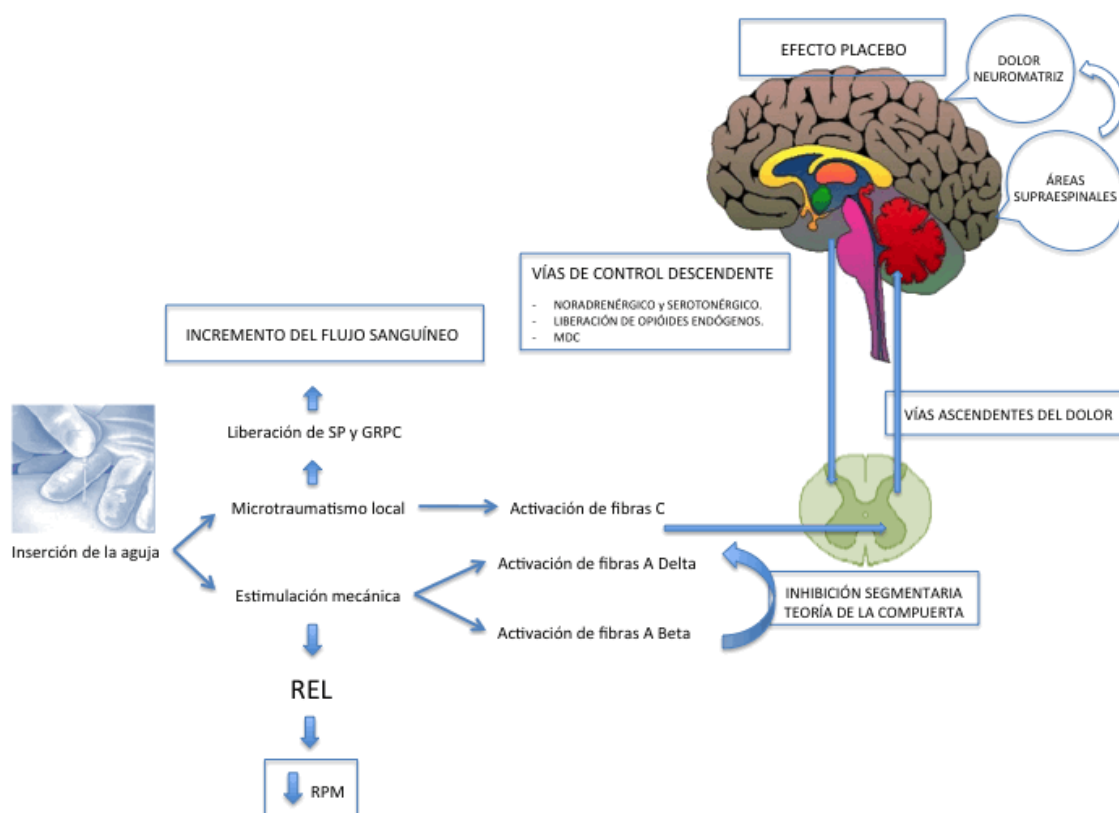 EFECTO PLACEBO
DOLOR
NEUROMATRIZ
ÁREAS
SUPRAESPINALES
VÍAS DE CONTROL DESCENDENTE
- NORADRENÉRGICO y SEROTONÉRGICO.
- LIBERACIÓN DE OPIÓIDES ENDÓGENOS.
- MDC
INCREMENTO DEL FLUJO SANGUÍNEO
VÍAS ASCENDENTES DEL DOLOR
Liberación de SP y GRPC
Microtraumatismo local
Activación de fibras C
Inserción de la aguja
Activación de fibras A Delta
Estimulación mecánica
INHIBICIÓN SEGMENTARIA
TEORÍA DE LA COMPUERTA
Activación de fibras A Beta
REL
RPM